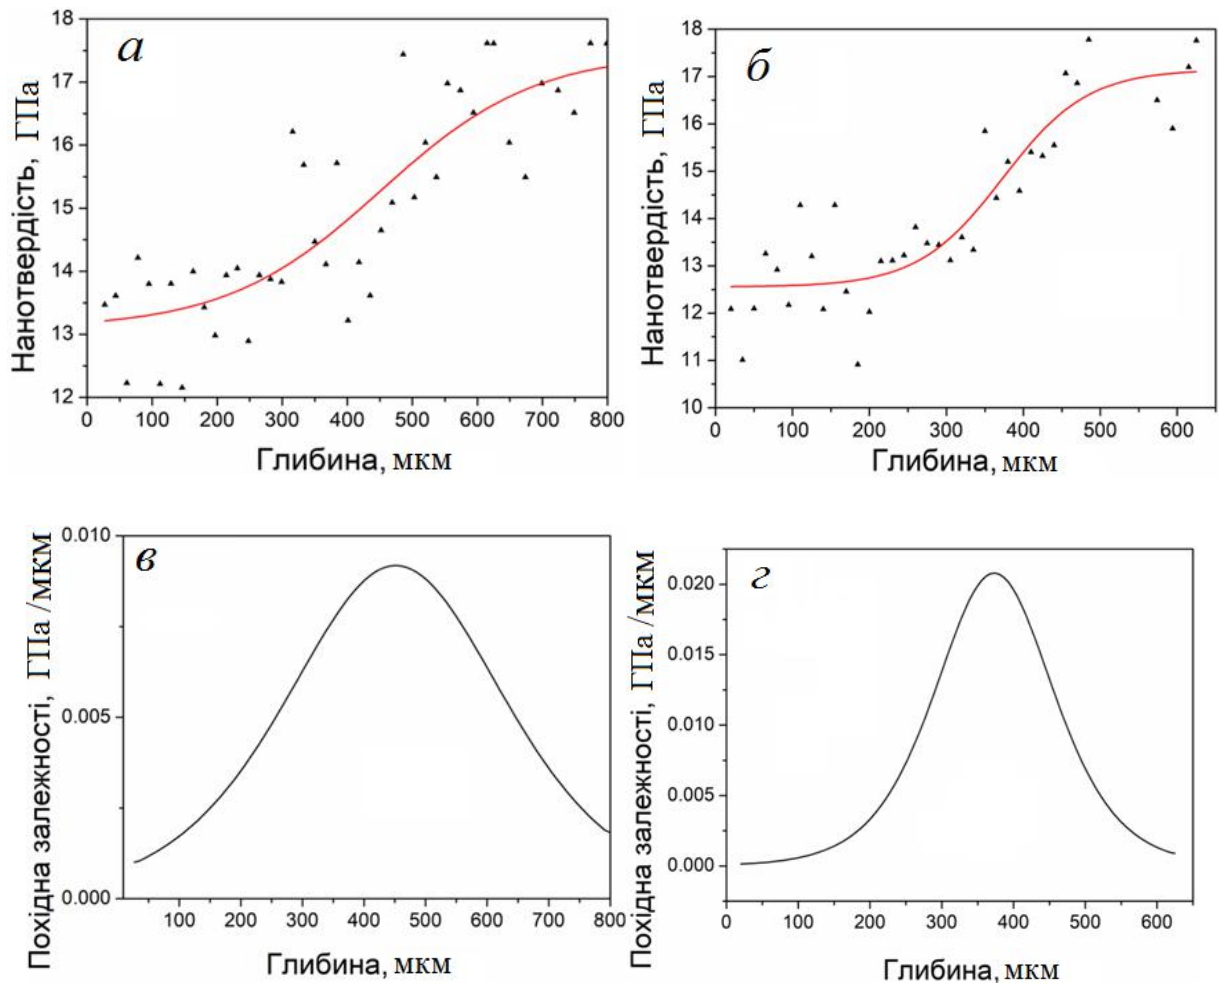 а
Нанотвердість, ГПа
18
17
16
15
14
13
12
0 100 200 300 400 500 600 700 800
Глибина, мкм
б
Нанотвердість, ГПа
18
17
16
15
14
13
12
11
10
0 100 200 300 400 500 600
Глибина, мкм
в
Похідна залежності, ГПа /мкм
0.010
0.005
0.000
100 200 300 400 500 600 700 800
Глибина, мкм
г
Похідна залежності, ГПа /мкм
0.020
0.015
0.010
0.005
0.000
0 100 200 300 400 500 600
Глибина, мкм